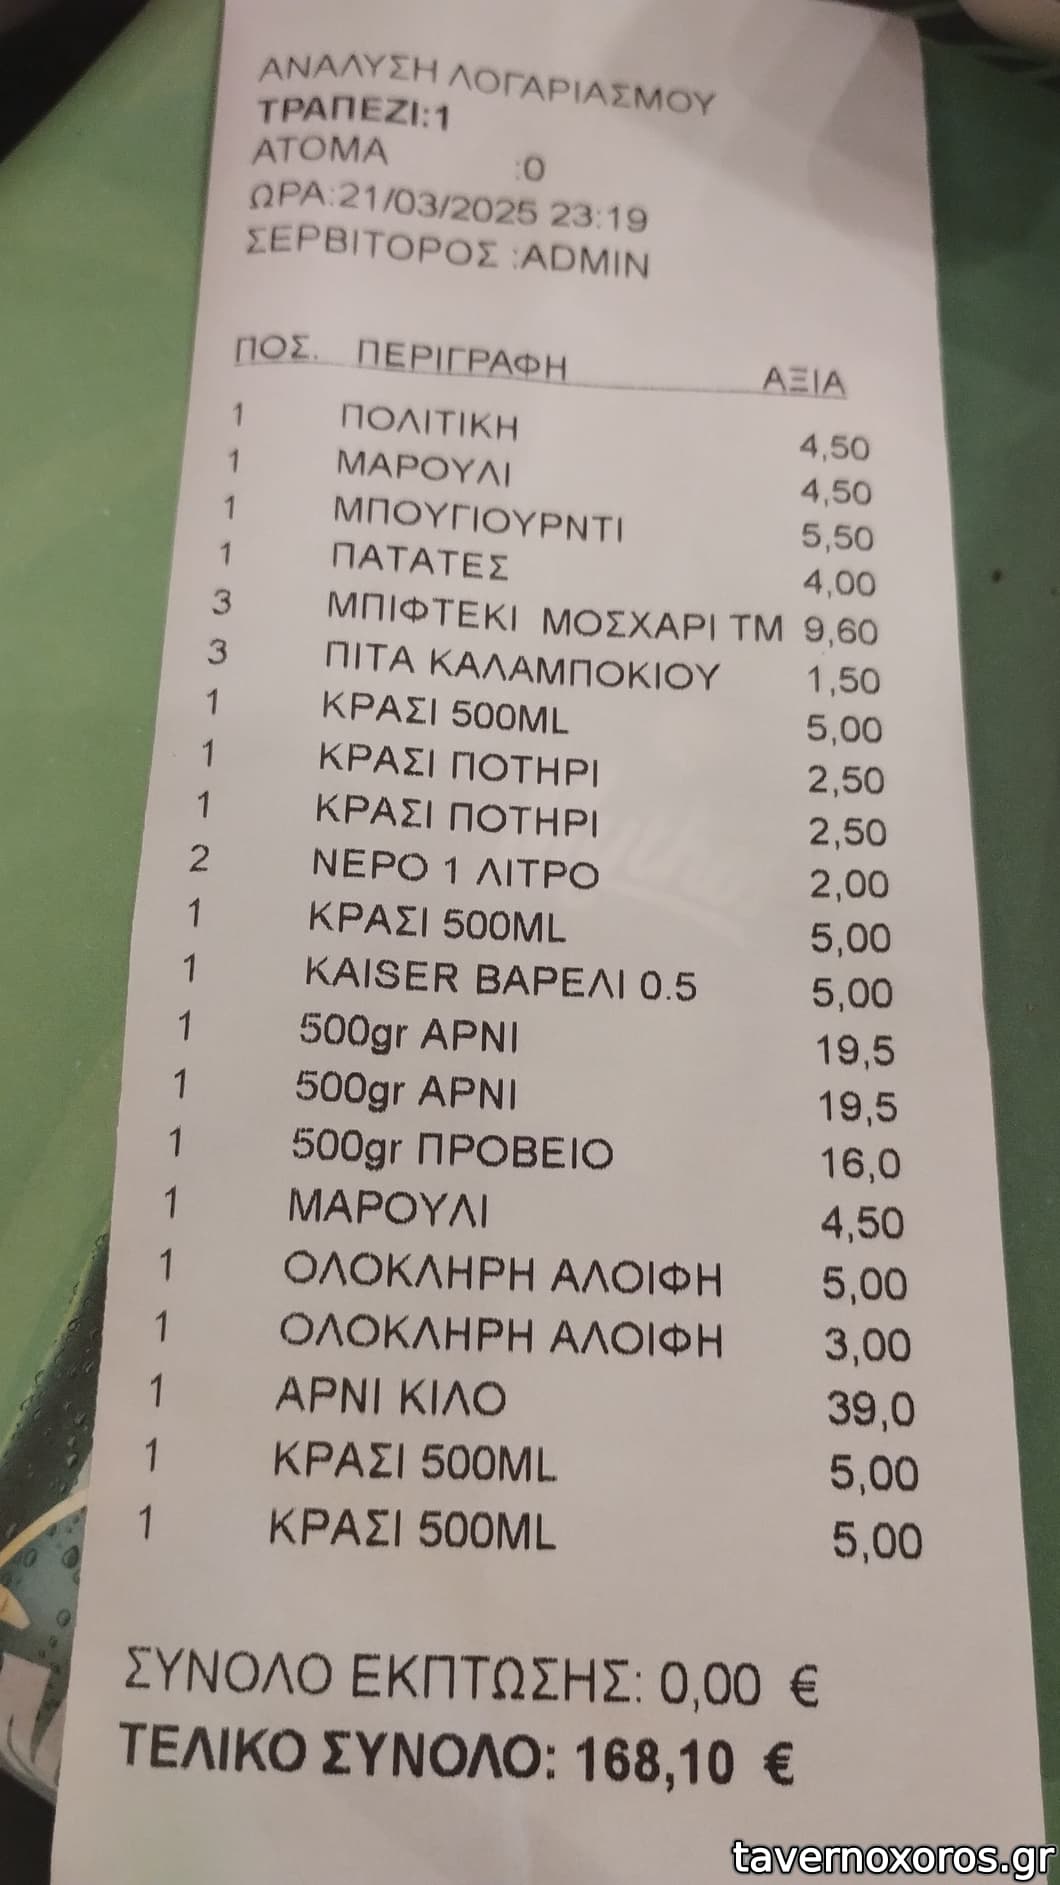 ΑΝΑΛΥΣΗ ΛΟΓΑΡΙΑΣΜΟΥ
ΤΡΑΠΕΖΙ:1
ΑΤΟΜΑ :0
ΩΡΑ:21/03/2025 23:19
ΣΕΡΒΙΤΟΡΟΣ :ADMIN
ΠΟΣ. ΠΕΡΙΓΡΑΦΗ ΑΞΙΑ
1 ΠΟΛΙΤΙΚΗ 4,50
1 ΜΑΡΟΥΛΙ 4,50
1 ΜΠΟΥΓΙΟΥΡΝΤΙ 5,50
1 ΠΑΤΑΤΕΣ 4,00
3 ΜΠΙΦΤΕΚΙ ΜΟΣΧΑΡΙ ΤΜ 9,60
3 ΠΙΤΑ ΚΑΛΑΜΠΟΚΙΟΥ 1,50
1 ΚΡΑΣΙ 500ML 5,00
1 ΚΡΑΣΙ ΠΟΤΗΡΙ 2,50
1 ΚΡΑΣΙ ΠΟΤΗΡΙ 2,50
2 ΝΕΡΟ 1 ΛΙΤΡΟ 2,00
1 ΚΡΑΣΙ 500ML 5,00
1 KAISER ΒΑΡΕΛΙ 0.5 5,00
1 500gr ΑΡΝΙ 19,5
1 500gr ΑΡΝΙ 19,5
1 500gr ΠΡΟΒΕΙΟ 16,0
1 ΜΑΡΟΥΛΙ 4,50
1 ΟΛΟΚΛΗΡΗ ΑΛΟΙΦΗ 5,00
1 ΟΛΟΚΛΗΡΗ ΑΛΟΙΦΗ 3,00
1 ΑΡΝΙ ΚΙΛΟ 39,0
1 ΚΡΑΣΙ 500ML 5,00
1 ΚΡΑΣΙ 500ML 5,00
ΣΥΝΟΛΟ ΕΚΠΤΩΣΗΣ: 0,00 €
ΤΕΛΙΚΟ ΣΥΝΟΛΟ: 168,10 €
tavernoxoros.gr